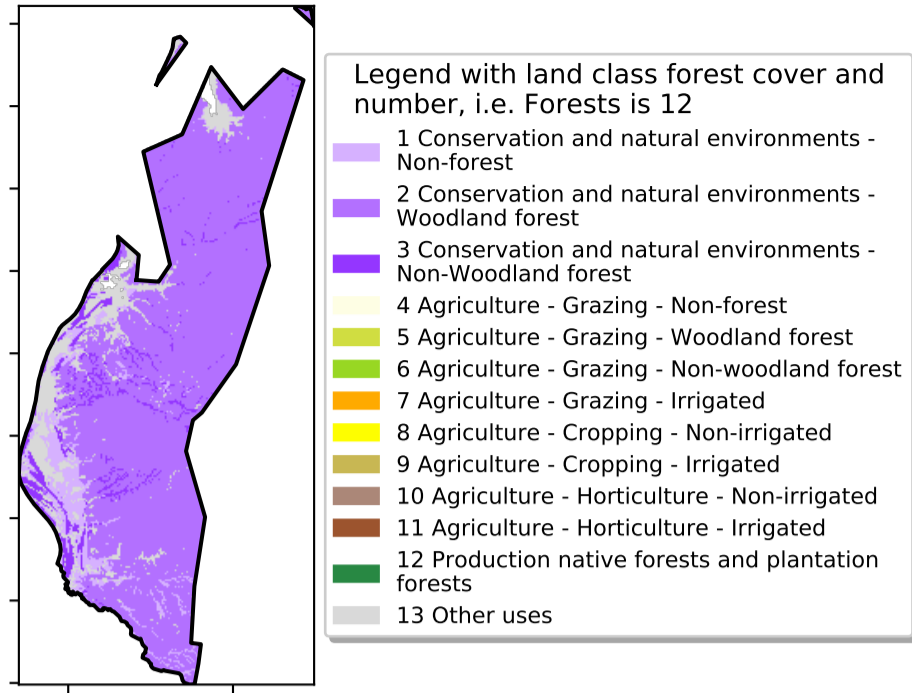 Legend with land class forest cover and
number, i.e. Forests is 12
1 Conservation and natural environments -
Non-forest
2 Conservation and natural environments -
Woodland forest
3 Conservation and natural environments -
Non-Woodland forest
4 Agriculture - Grazing - Non-forest
5 Agriculture - Grazing - Woodland forest
6 Agriculture - Grazing - Non-woodland forest
7 Agriculture - Grazing - Irrigated
8 Agriculture - Cropping - Non-irrigated
9 Agriculture - Cropping - Irrigated
10 Agriculture - Horticulture - Non-irrigated
11 Agriculture - Horticulture - Irrigated
12 Production native forests and plantation
forests
13 Other uses